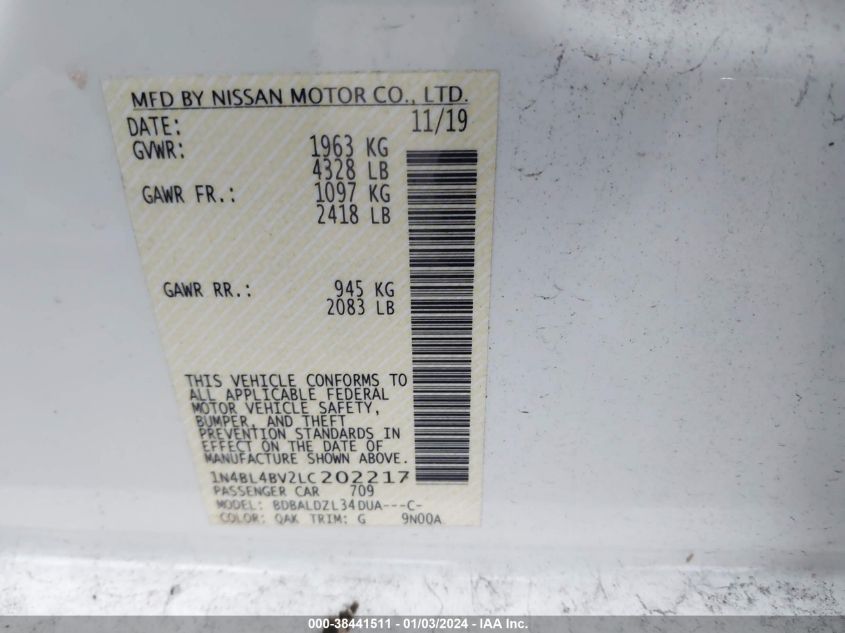 MFD BY NISSAN MOTOR CO., LTD.
DATE: 11/19
GVWR: 1963 KG
4328 LB
GAWR FR.: 1097 KG
2418 LB
GAWR RR.: 945 KG
2083 LB
THIS VEHICLE CONFORMS TO
ALL APPLICABLE FEDERAL
MOTOR VEHICLE SAFETY,
BUMPER, AND THEFT
PREVENTION STANDARDS IN
EFFECT ON THE DATE OF
MANUFACTURE SHOWN ABOVE.
1N4BL4BV2LC202217
PASSENGER CAR 709
MODEL: BDBALDZL34DUA---C-
COLOR: QAK TRIM: G 9N00A
000-38441511 - 01/03/2024 - IAA Inc.